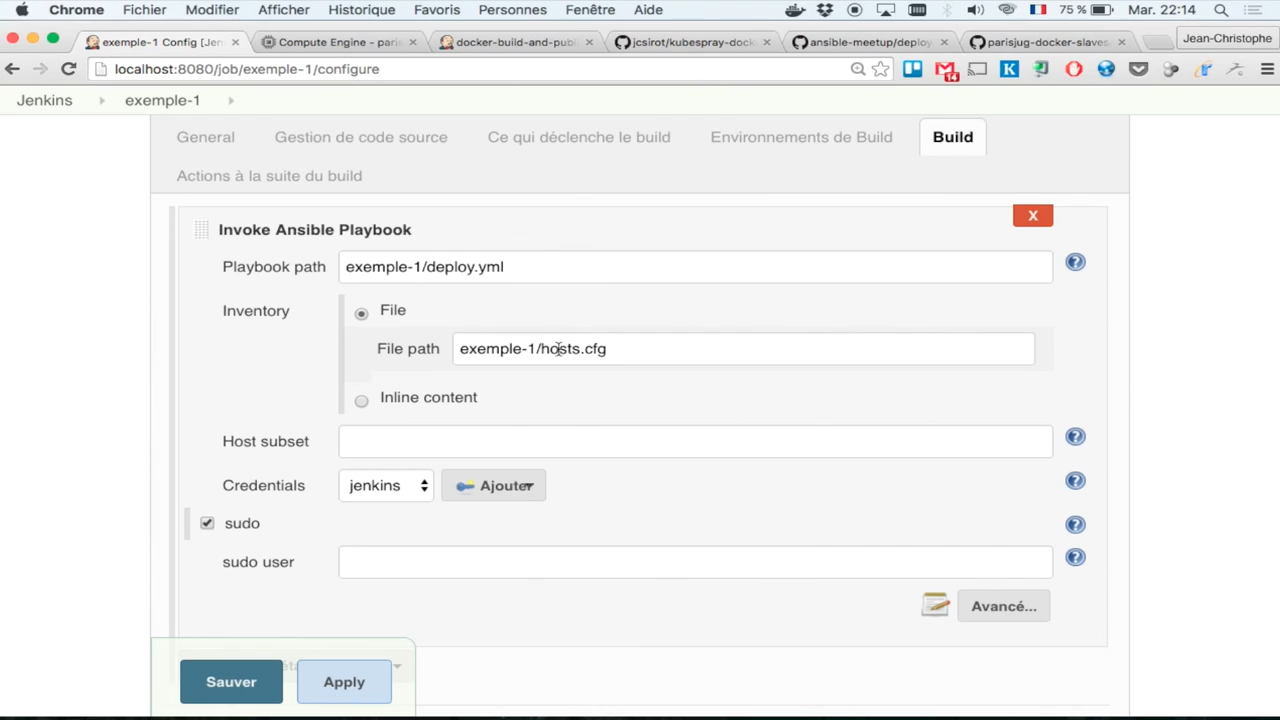 Chrome Fichier Modifier Afficher Historique Favoris Personnes Fenêtre Aide 75 % Mar. 22:14
exemple-1 Config [Jen Compute Engine - paris docker-build-and-publ jcsirot/kubespray-dock ansible-meetup/deploy parisjug-docker-slaves Jean-Christophe
localhost:8080/job/exemple-1/configure 14
Jenkins exemple-1
General Gestion de code source Ce qui déclenche le build Environnements de Build Build
Actions à la suite du build
Invoke Ansible Playbook X
Playbook path exemple-1/deploy.yml
Inventory File
File path exemple-1/hosts.cfg
Inline content
Host subset
Credentials jenkins Ajouter
sudo
sudo user
Avancé...
Sauver Apply